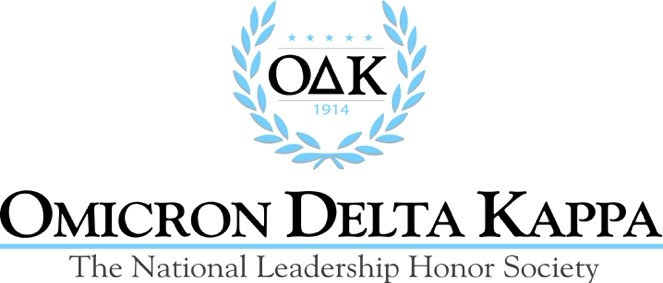 ΟΔΚ
1914
OMICRON DELTA KAPPA
The National Leadership Honor Society